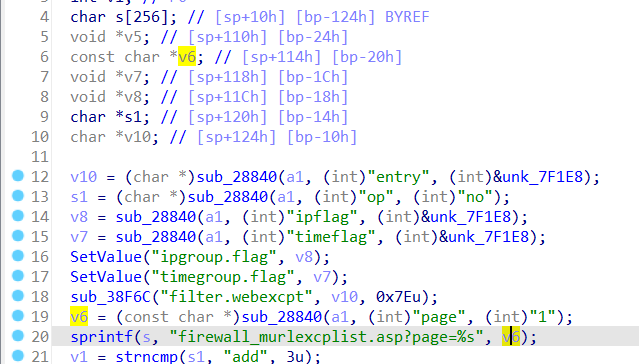 4 char s[256]; // [sp+10h] [bp-124h] BYREF
5 void *v5; // [sp+110h] [bp-24h]
6 const char *v6; // [sp+114h] [bp-20h]
7 void *v7; // [sp+118h] [bp-1Ch]
8 void *v8; // [sp+11Ch] [bp-18h]
9 char *s1; // [sp+120h] [bp-14h]
10 char *v10; // [sp+124h] [bp-10h]
11
12 v10 = (char *)sub_28840(a1, (int)"entry", (int)&unk_7F1E8);
13 s1 = (char *)sub_28840(a1, (int)"op", (int)"no");
14 v8 = sub_28840(a1, (int)"ipflag", (int)&unk_7F1E8);
15 v7 = sub_28840(a1, (int)"timeflag", (int)&unk_7F1E8);
16 SetValue("ipgroup.flag", v8);
17 SetValue("timegroup.flag", v7);
18 sub_38F6C("filter.webexcpt", v10, 0x7Eu);
19 v6 = (const char *)sub_28840(a1, (int)"page", (int)"1");
20 sprintf(s, "firewall_murlexcplist.asp?page=%s", v6);
21 v1 = strncmp(s1, "add", 3u);